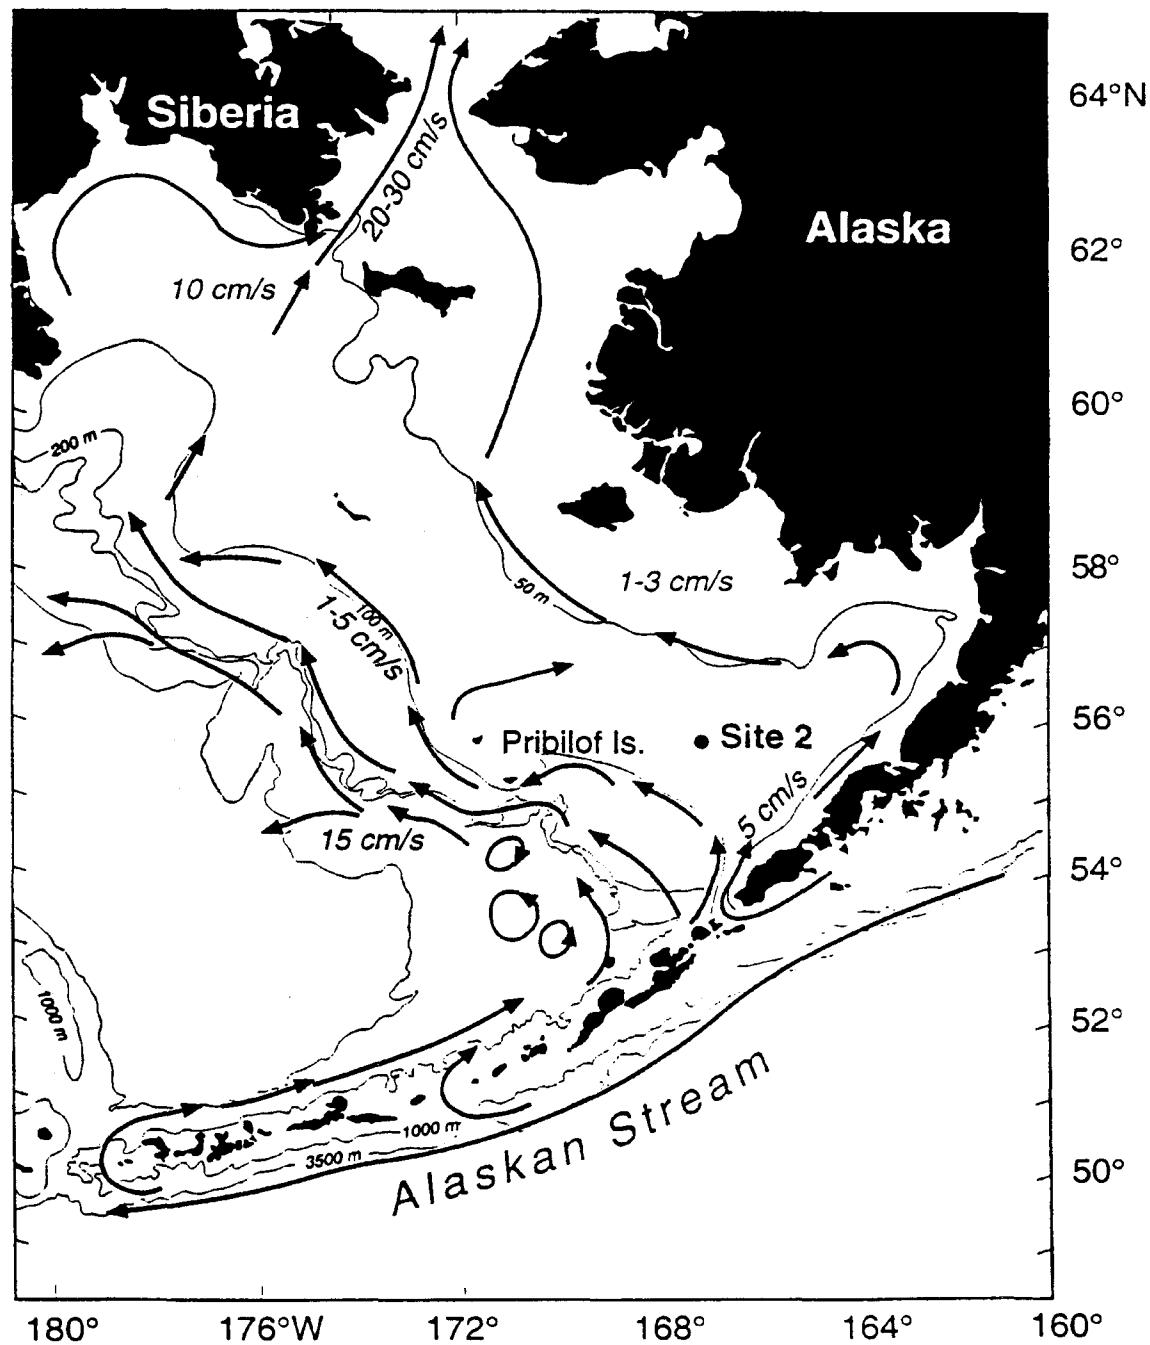 64°N
Siberia
20-30 cm/s
Alaska
62°
10 cm/s
60°
200 m
58°
1-3 cm/s
50 m
100 m
1-5 cm/s
56°
Pribilof Is.
Site 2
5 cm/s
15 cm/s
54°
1000 m
52°
1000 m
3500 m
Alaskan Stream
50°
180°
176°W
172°
168°
164°
160°